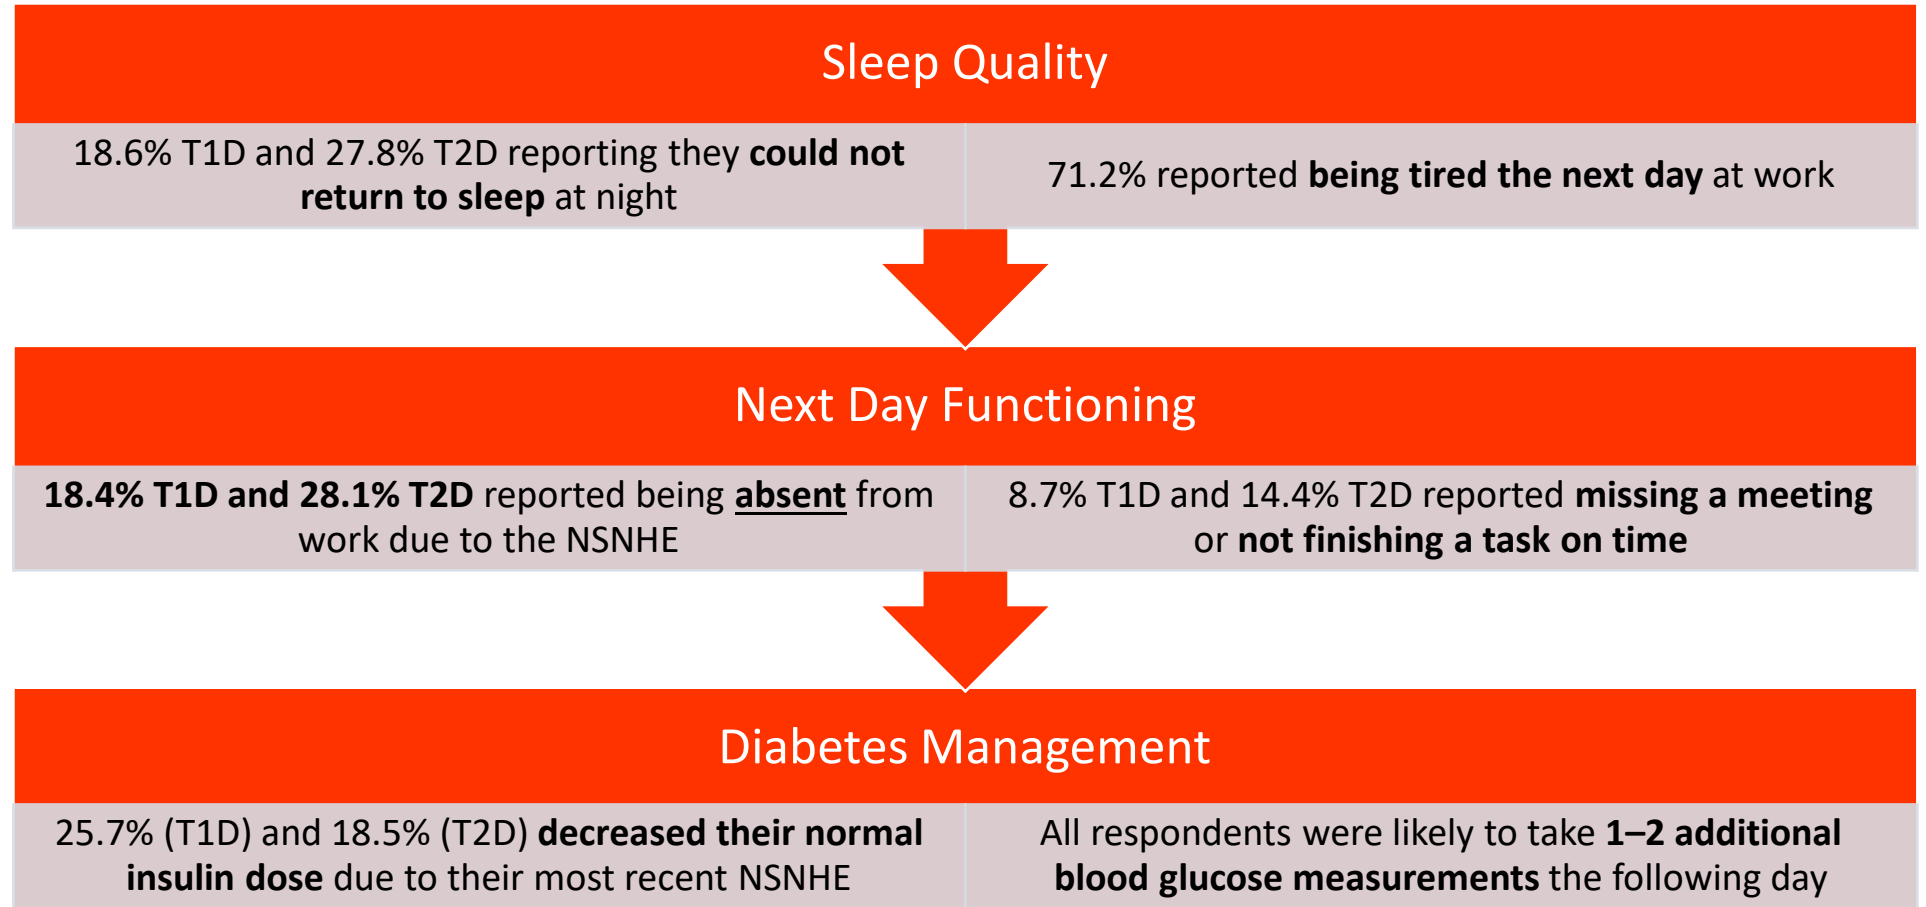 Sleep Quality
18.6% T1D and 27.8% T2D reporting they could not
return to sleep at night
71.2% reported being tired the next day at work
Next Day Functioning
18.4% T1D and 28.1% T2D reported being absent from
work due to the NSNHE
8.7% T1D and 14.4% T2D reported missing a meeting
or not finishing a task on time
Diabetes Management
25.7% (T1D) and 18.5% (T2D) decreased their normal
insulin dose due to their most recent NSNHE
All respondents were likely to take 1–2 additional
blood glucose measurements the following day